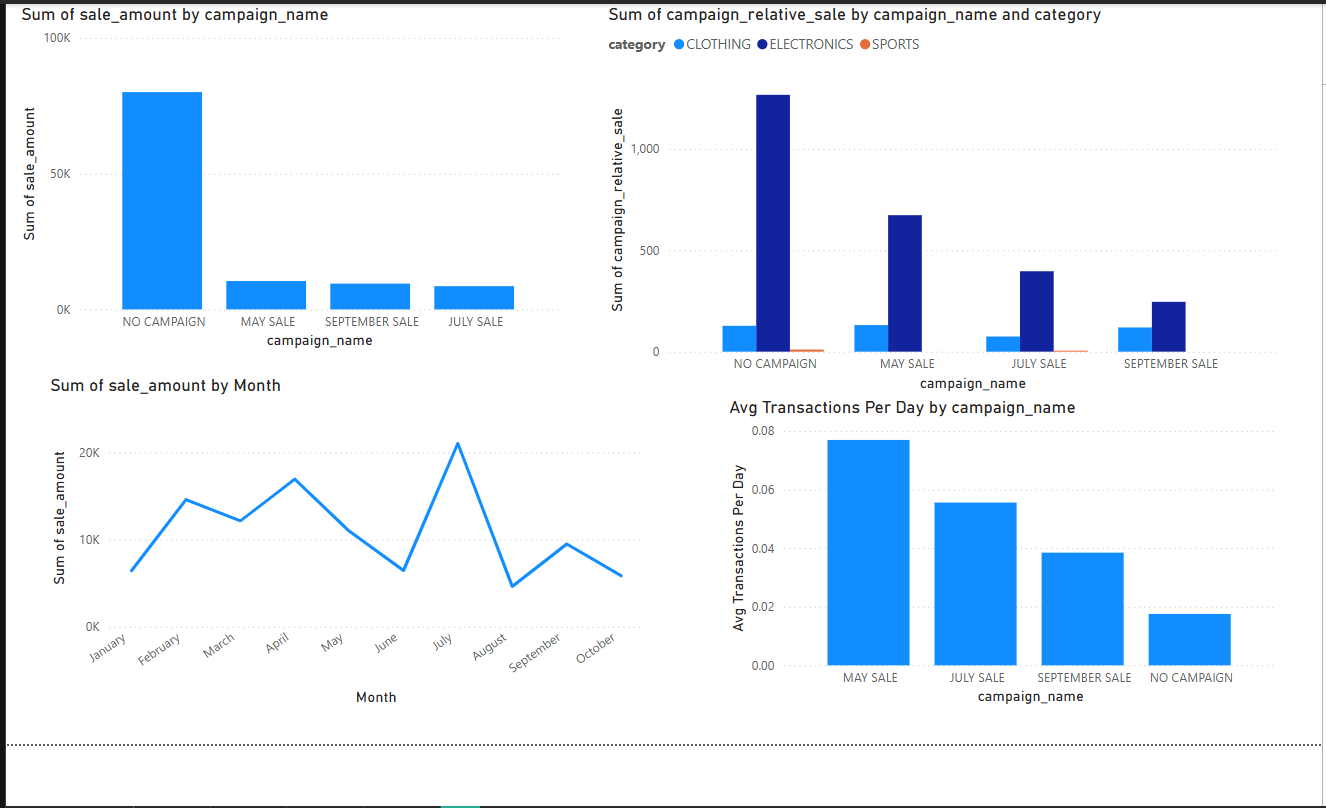 Sum of sale_amount by campaign_name
100K
50K
0K
Sum of sale_amount
NO CAMPAIGN MAY SALE SEPTEMBER SALE JULY SALE
campaign_name
Sum of campaign_relative_sale by campaign_name and category
category CLOTHING ELECTRONICS SPORTS
1,000
500
0
Sum of campaign_relative_sale
NO CAMPAIGN MAY SALE JULY SALE SEPTEMBER SALE
campaign_name
Sum of sale_amount by Month
20K
10K
0K
Sum of sale_amount
January February March April May June July August September October
Month
Avg Transactions Per Day by campaign_name
0.08
0.06
0.04
0.02
0.00
Avg Transactions Per Day
MAY SALE JULY SALE SEPTEMBER SALE NO CAMPAIGN
campaign_name